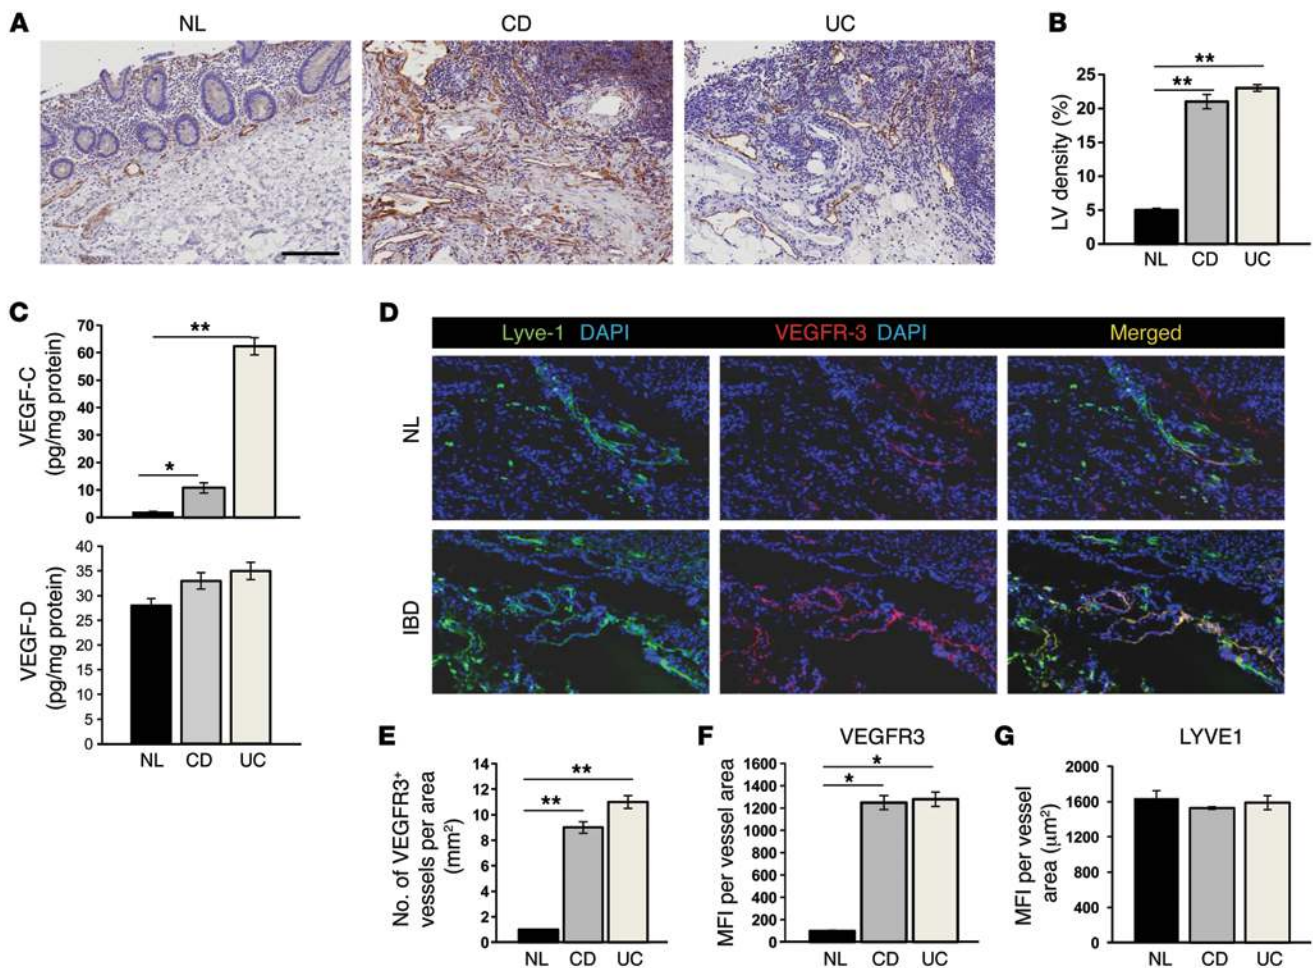 A
NL
CD
UC
B
**
**
LV density (%)
25
20
15
10
5
0
NL CD UC
C
VEGF-C
(pg/mg protein)
70
60
50
40
30
20
10
0
**
*
VEGF-D
(pg/mg protein)
40
35
30
25
20
15
10
5
0
NL CD UC
D
Lyve-1 DAPI
VEGFR-3 DAPI
Merged
NL
IBD
E
No. of VEGFR3⁺
vessels per area
(mm²)
14
12
10
8
6
4
2
0
**
**
NL CD UC
F
VEGFR3
MFI per vessel area
1600
1400
1200
1000
800
600
400
200
0
*
*
NL CD UC
G
LYVE1
MFI per vessel
area (μm²)
2000
1600
1200
800
400
0
NL CD UC